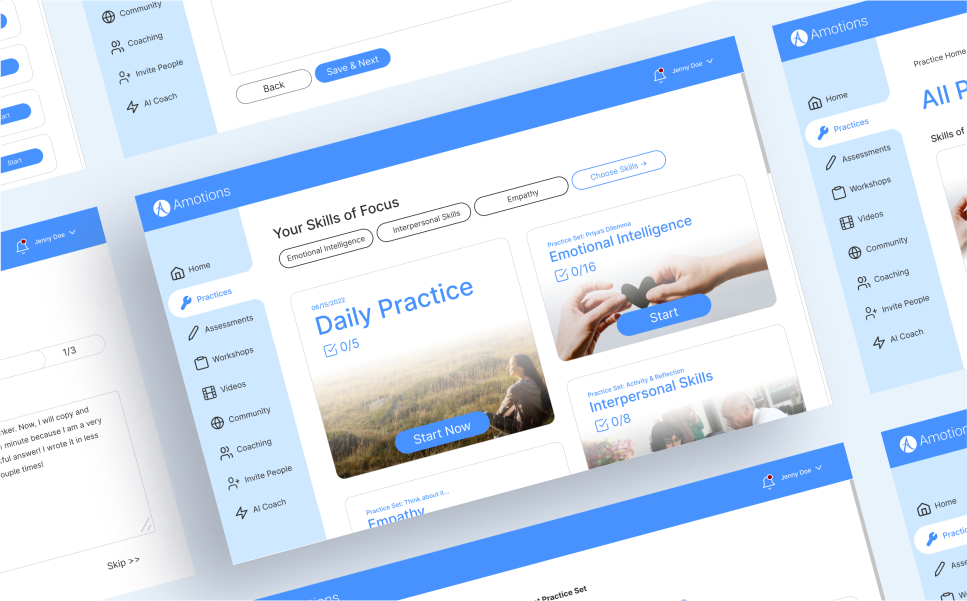 Community
Coaching
Invite People
AI Coach
Back
Save & Next
Start
Jenny Doe
1/3
nker. Now, I will copy and
minute because I am a very
tful answer! I wrote it in less
ouple times!
Skip >>
Amotions
Jenny Doe
Home
Practices
Assessments
Workshops
Videos
Community
Coaching
Invite People
AI Coach
Your Skills of Focus
Emotional Intelligence
Interpersonal Skills
Empathy
Choose Skills →
06/15/2022
Daily Practice
0/5
Start Now
Practice Set: Priya's Dilemma
Emotional Intelligence
0/16
Start
Practice Set: Activity & Reflection
Interpersonal Skills
0/8
Practice Set: Think about it...
Empathy
Amotions
Home
Practices
Assessments
Workshops
Videos
Community
Coaching
Invite People
AI Coach
Practice Home
All P
Skills of
Amotions
Jenny Doe
t Practice Set
Amotions
Home
Practic
Asse